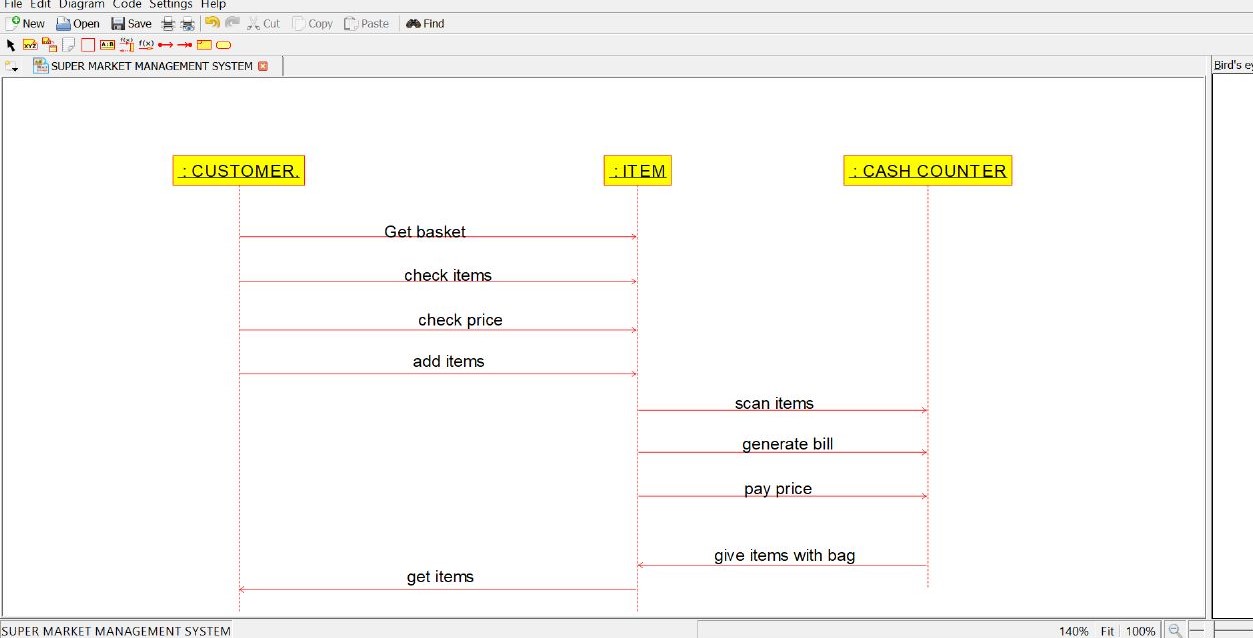 File Edit Diagram Code Settings Help
New Open Save Cut Copy Paste Find
XYZ A:B f(x)
SUPER MARKET MANAGEMENT SYSTEM
Bird's ey
: CUSTOMER.
: ITEM
: CASH COUNTER
Get basket
check items
check price
add items
scan items
generate bill
pay price
give items with bag
get items
SUPER MARKET MANAGEMENT SYSTEM
140% Fit 100%